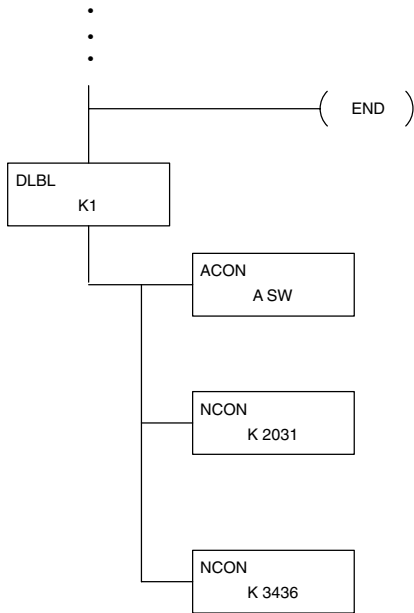 END
DLBL
K1
ACON
A SW
NCON
K 2031
NCON
K 3436